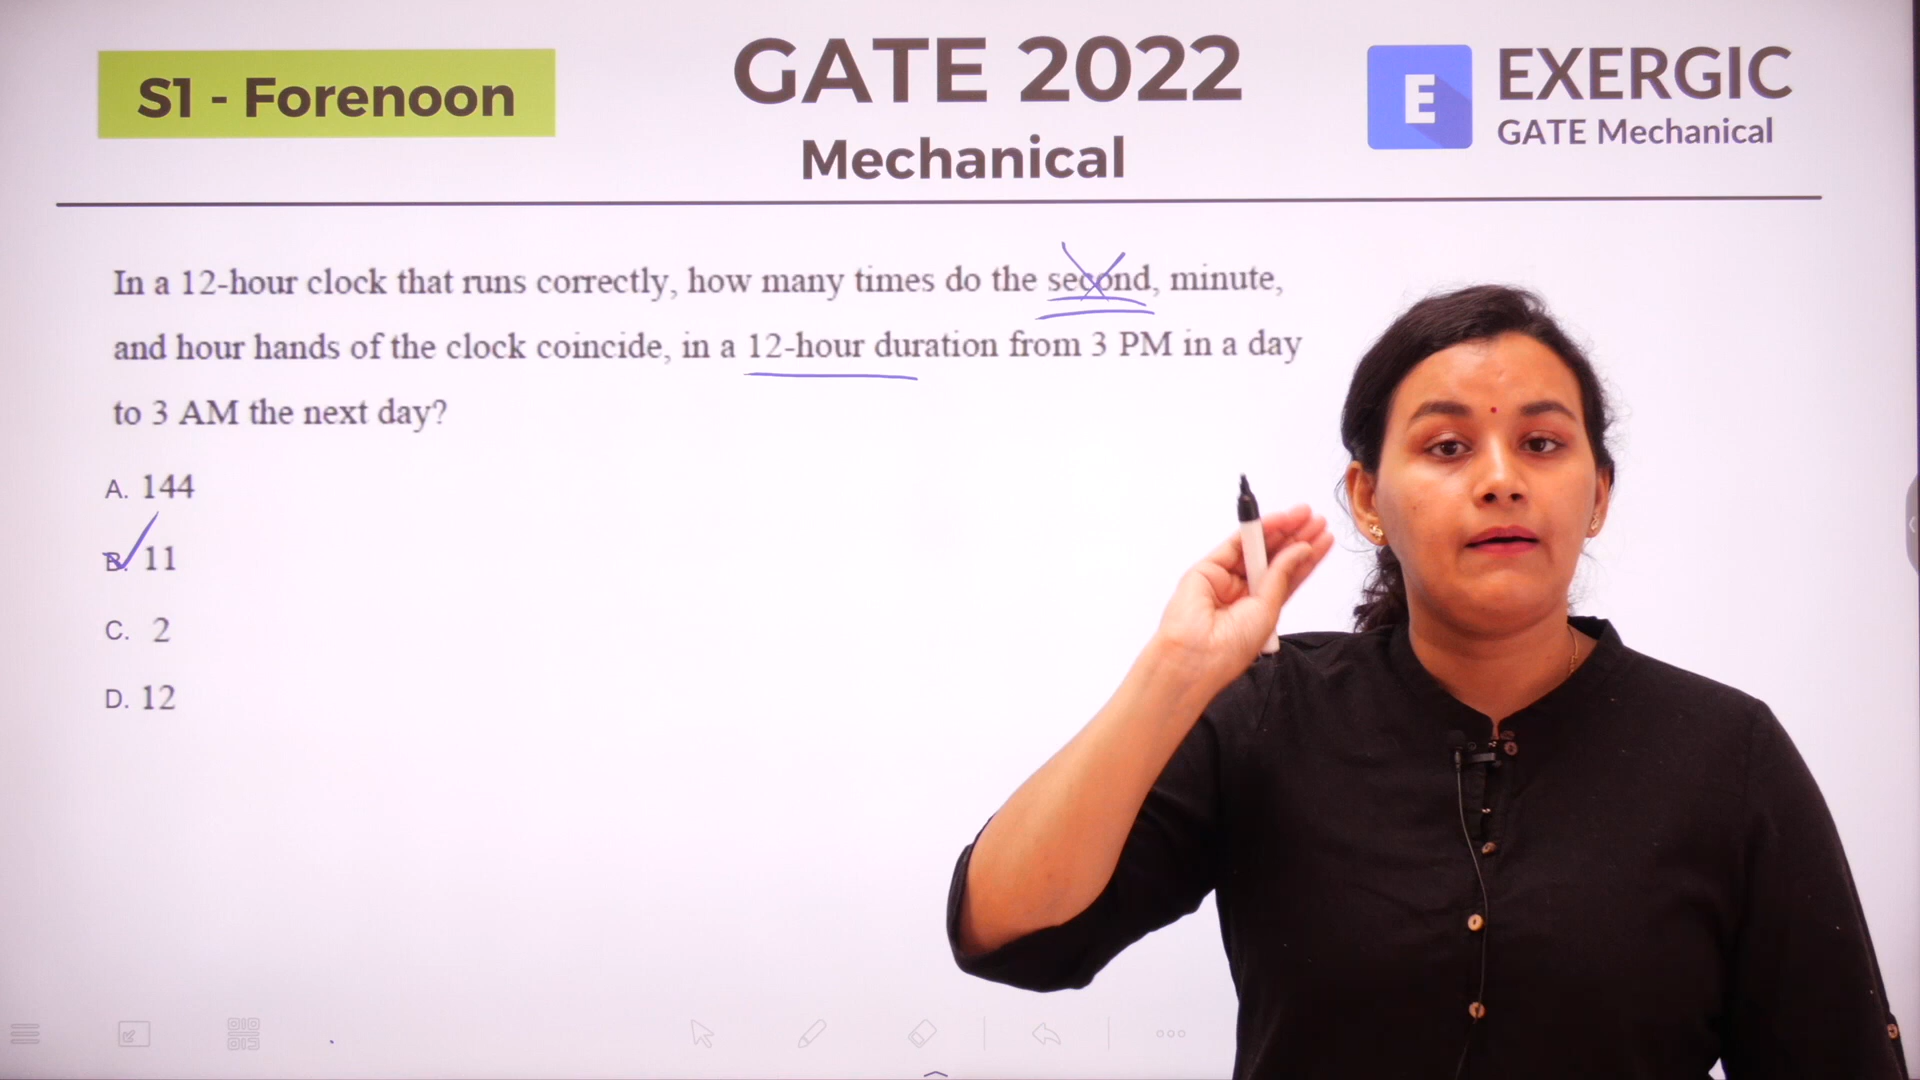 S1 - Forenoon
GATE 2022
Mechanical
E
EXERGIC
GATE Mechanical
In a 12-hour clock that runs correctly, how many times do the second, minute,
and hour hands of the clock coincide, in a 12-hour duration from 3 PM in a day
to 3 AM the next day?
A. 144
B. 11
C. 2
D. 12